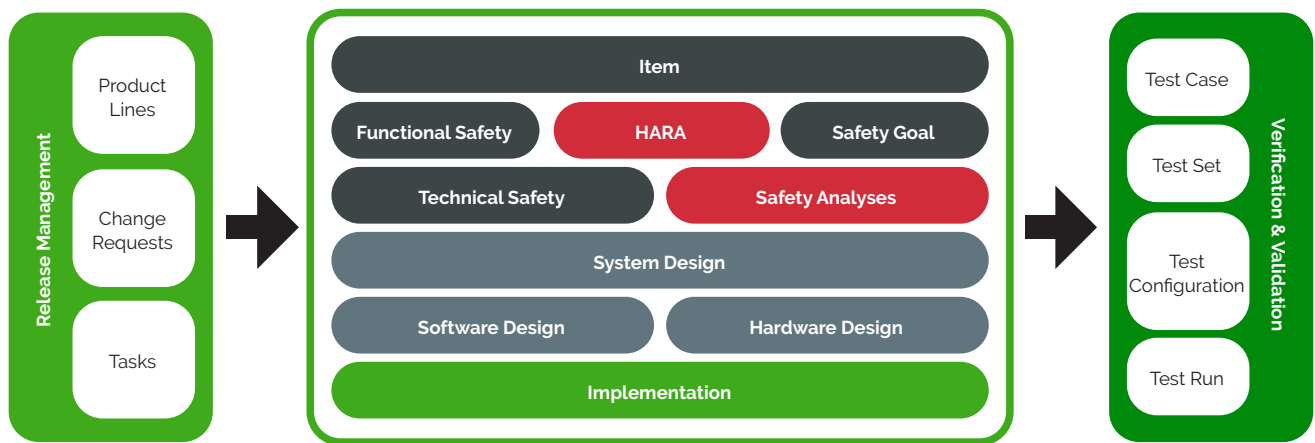 Release Management
Product
Lines
Change
Requests
Tasks
Item
Functional Safety
HARA
Safety Goal
Technical Safety
Safety Analyses
System Design
Software Design
Hardware Design
Implementation
Test Case
Test Set
Test
Configuration
Test Run
Verification & Validation